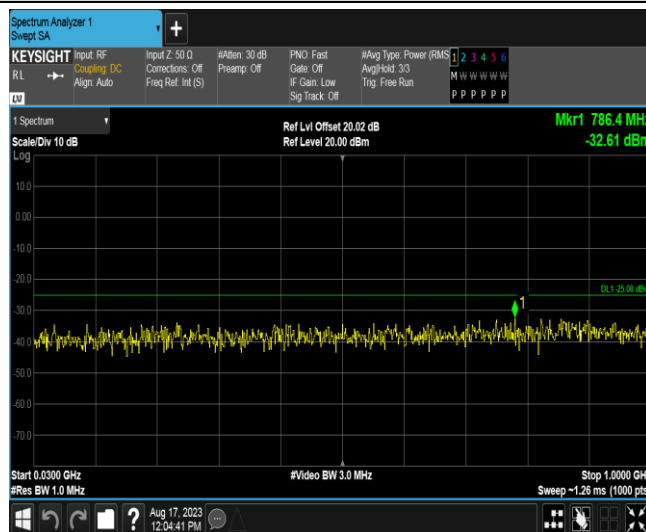 Spectrum Analyzer 1
Swept SA
+
KEYSIGHT Input: RF Input Z: 50 Ω #Atten: 30 dB PNO: Fast #Avg Type: Power (RMS 1 2 3 4 5 6
RL Coupling: DC Corrections: Off Preamp: Off Gate: Off Avg|Hold: 3/3 M W W W W W
Align: Auto Freq Ref: Int (S) IF Gain: Low Trig: Free Run
Sig Track: Off P P P P P P
LXI
1 Spectrum Ref Lvl Offset 20.02 dB Mkr1 786.4 MHz
Scale/Div 10 dB Ref Level 20.00 dBm -32.61 dBm
Log
10.0
0.00
-10.0
-20.0
DL1 -25.00 dBm
1
-30.0
-40.0
-50.0
-60.0
-70.0
Start 0.0300 GHz #Video BW 3.0 MHz Stop 1.0000 GH
#Res BW 1.0 MHz Sweep ~1.26 ms (1000 pts
? Aug 17, 2023
12:04:41 PM